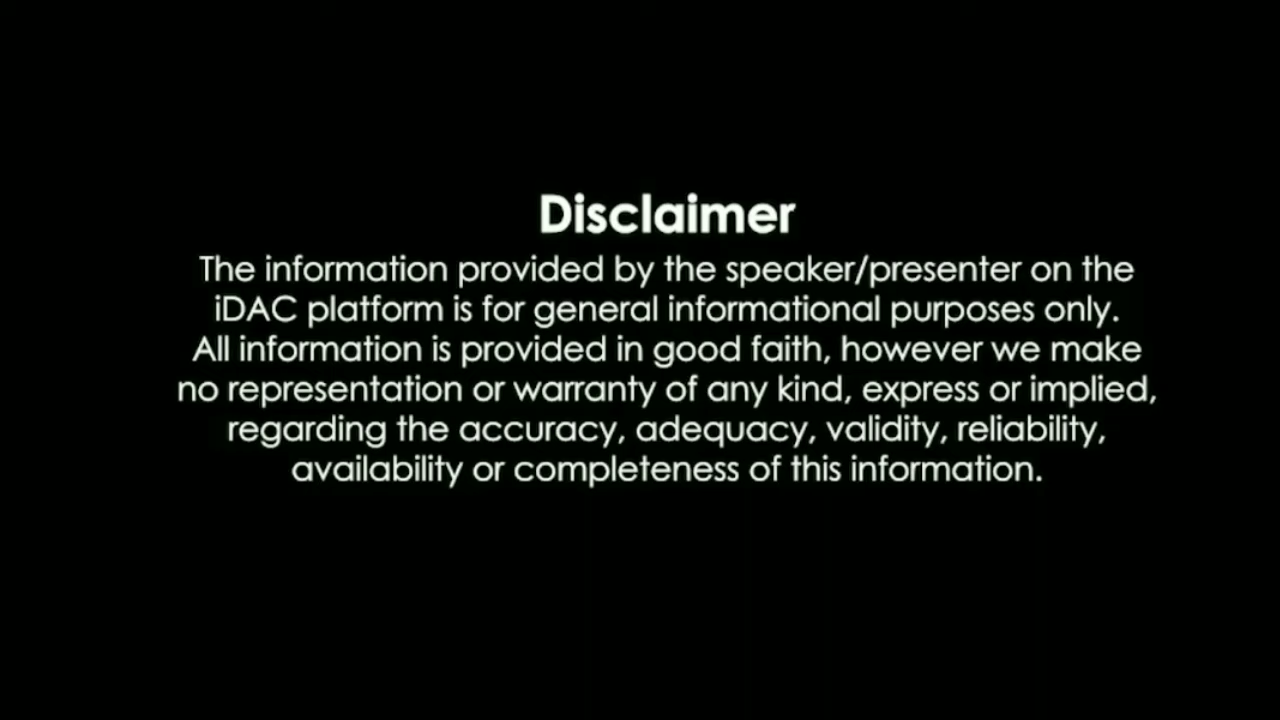 Disclaimer
The information provided by the speaker/presenter on the
iDAC platform is for general informational purposes only.
All information is provided in good faith, however we make
no representation or warranty of any kind, express or implied,
regarding the accuracy, adequacy, validity, reliability,
availability or completeness of this information.